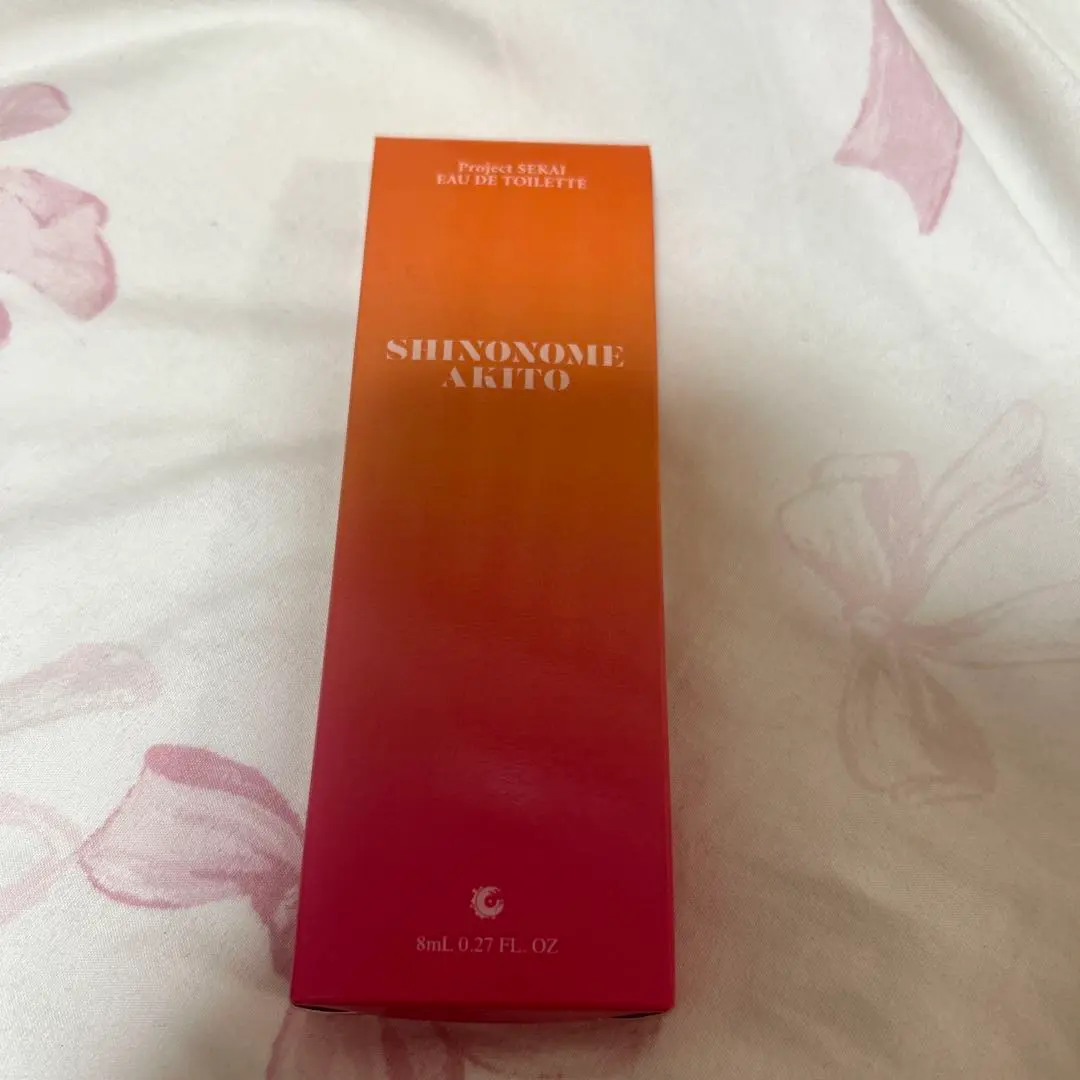 Project SEKAI
EAU DE TOILETTE
SHINONOME
AKITO
8mL 0.27 FL. OZ